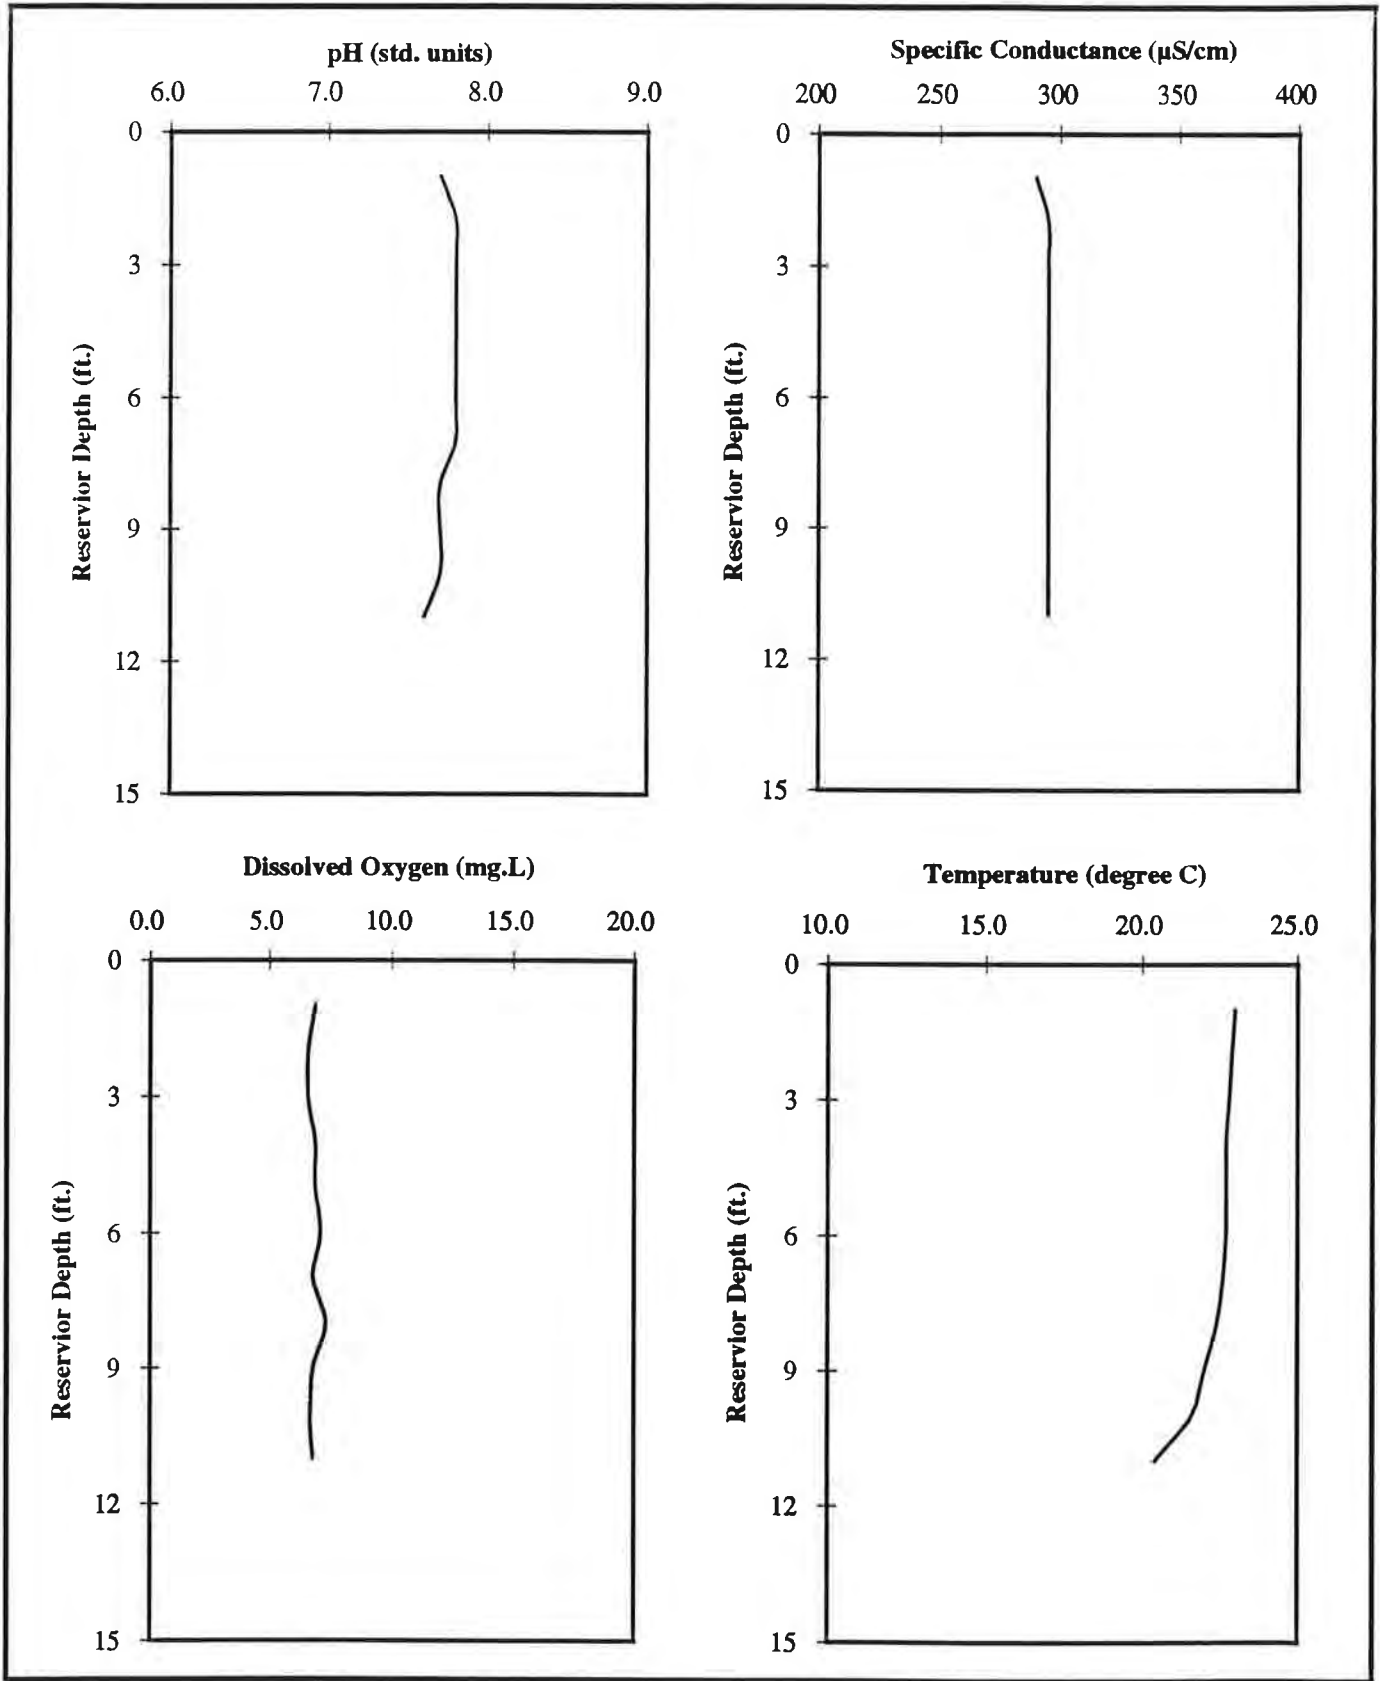 pH (std. units)
6.0 7.0 8.0 9.0
0
3
6
9
12
15
Reservior Depth (ft.)
Specific Conductance (µS/cm)
200 250 300 350 400
0
3
6
9
12
15
Reservior Depth (ft.)
Dissolved Oxygen (mg.L)
0.0 5.0 10.0 15.0 20.0
0
3
6
9
12
15
Reservior Depth (ft.)
Temperature (degree C)
10.0 15.0 20.0 25.0
0
3
6
9
12
15
Reservior Depth (ft.)